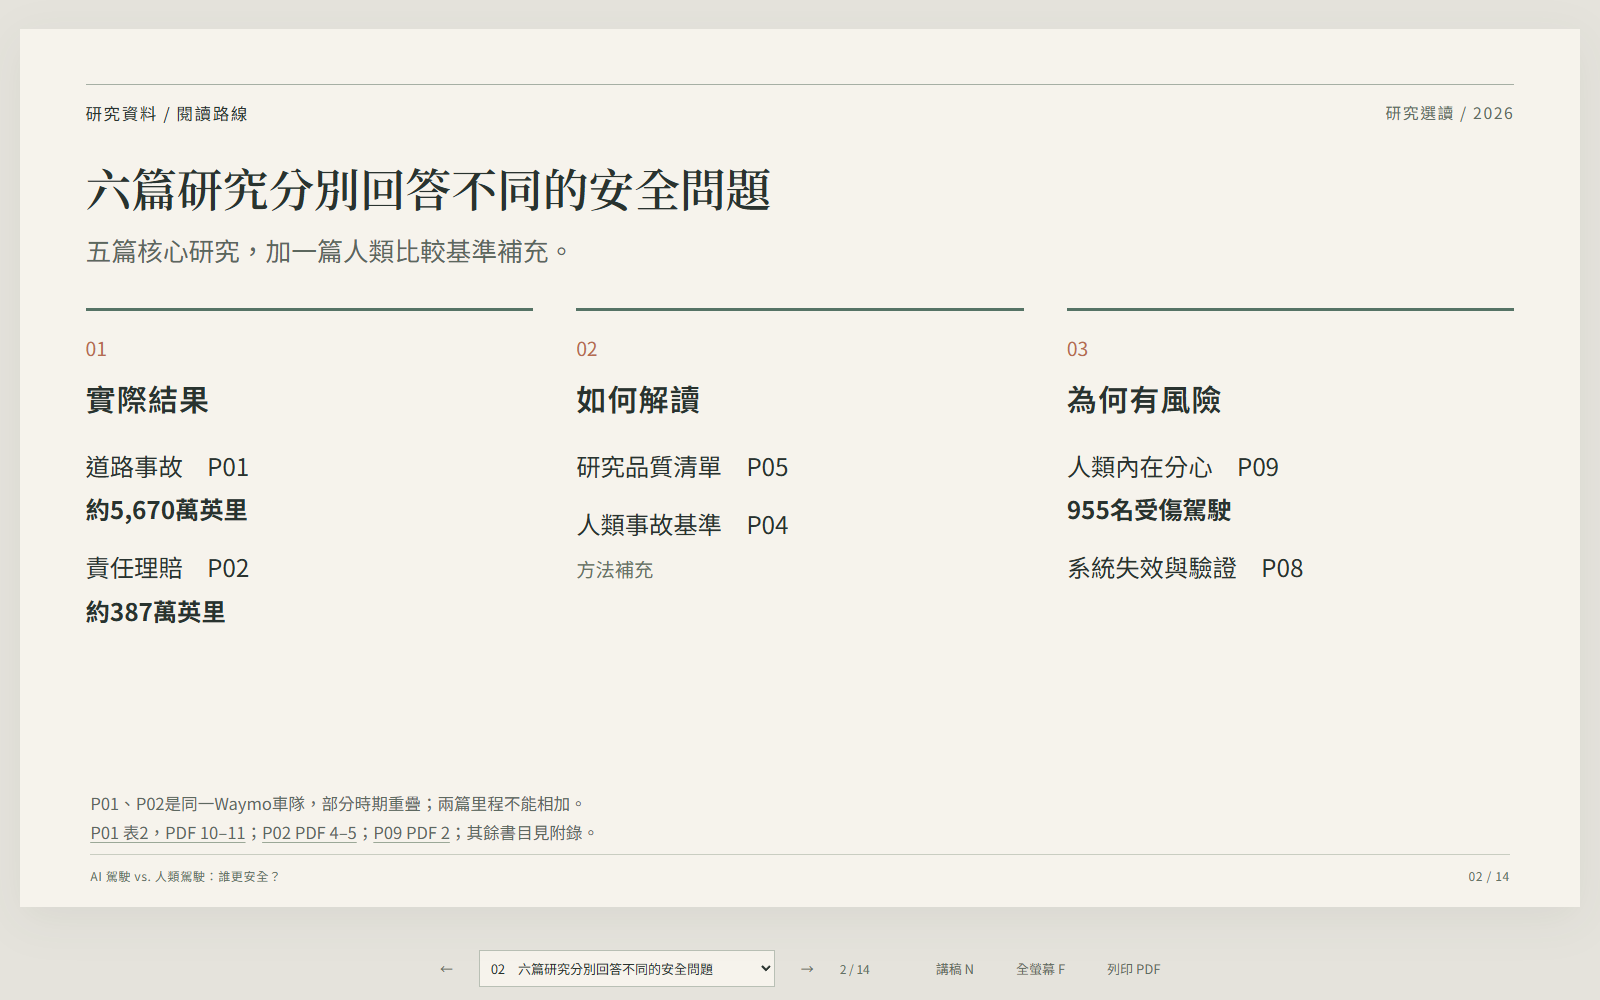 研究資料 / 閱讀路線
研究選讀 / 2026
六篇研究分別回答不同的安全問題
五篇核心研究，加一篇人類比較基準補充。
01
實際結果
道路事故 P01
約5,670萬英里
責任理賠 P02
約387萬英里
02
如何解讀
研究品質清單 P05
人類事故基準 P04
方法補充
03
為何有風險
人類內在分心 P09
955名受傷駕駛
系統失效與驗證 P08
P01、P02是同一Waymo車隊，部分時期重疊；兩篇里程不能相加。
P01 表2，PDF 10–11；P02 PDF 4–5；P09 PDF 2；其餘書目見附錄。
AI 駕駛 vs. 人類駕駛：誰更安全？
02 / 14
←
02 六篇研究分別回答不同的安全問題
→
2 / 14
講稿 N
全螢幕 F
列印 PDF